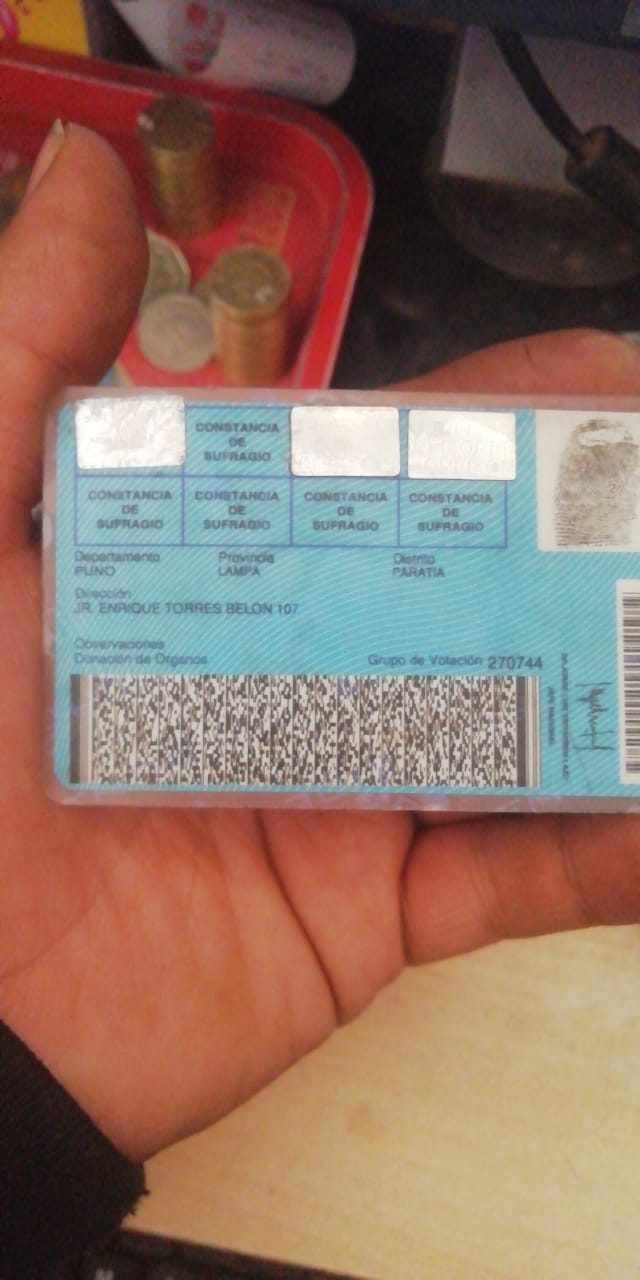 CONSTANCIA DE SUFRAGIO
CONSTANCIA DE SUFRAGIO
CONSTANCIA DE SUFRAGIO
CONSTANCIA DE SUFRAGIO
CONSTANCIA DE SUFRAGIO
Departamento Provincia Distrito
PUNO LAMPA PARATIA
Dirección
JR. ENRIQUE TORRES BELON 107
Observaciones
Donación de Organos Grupo de Votación 270744